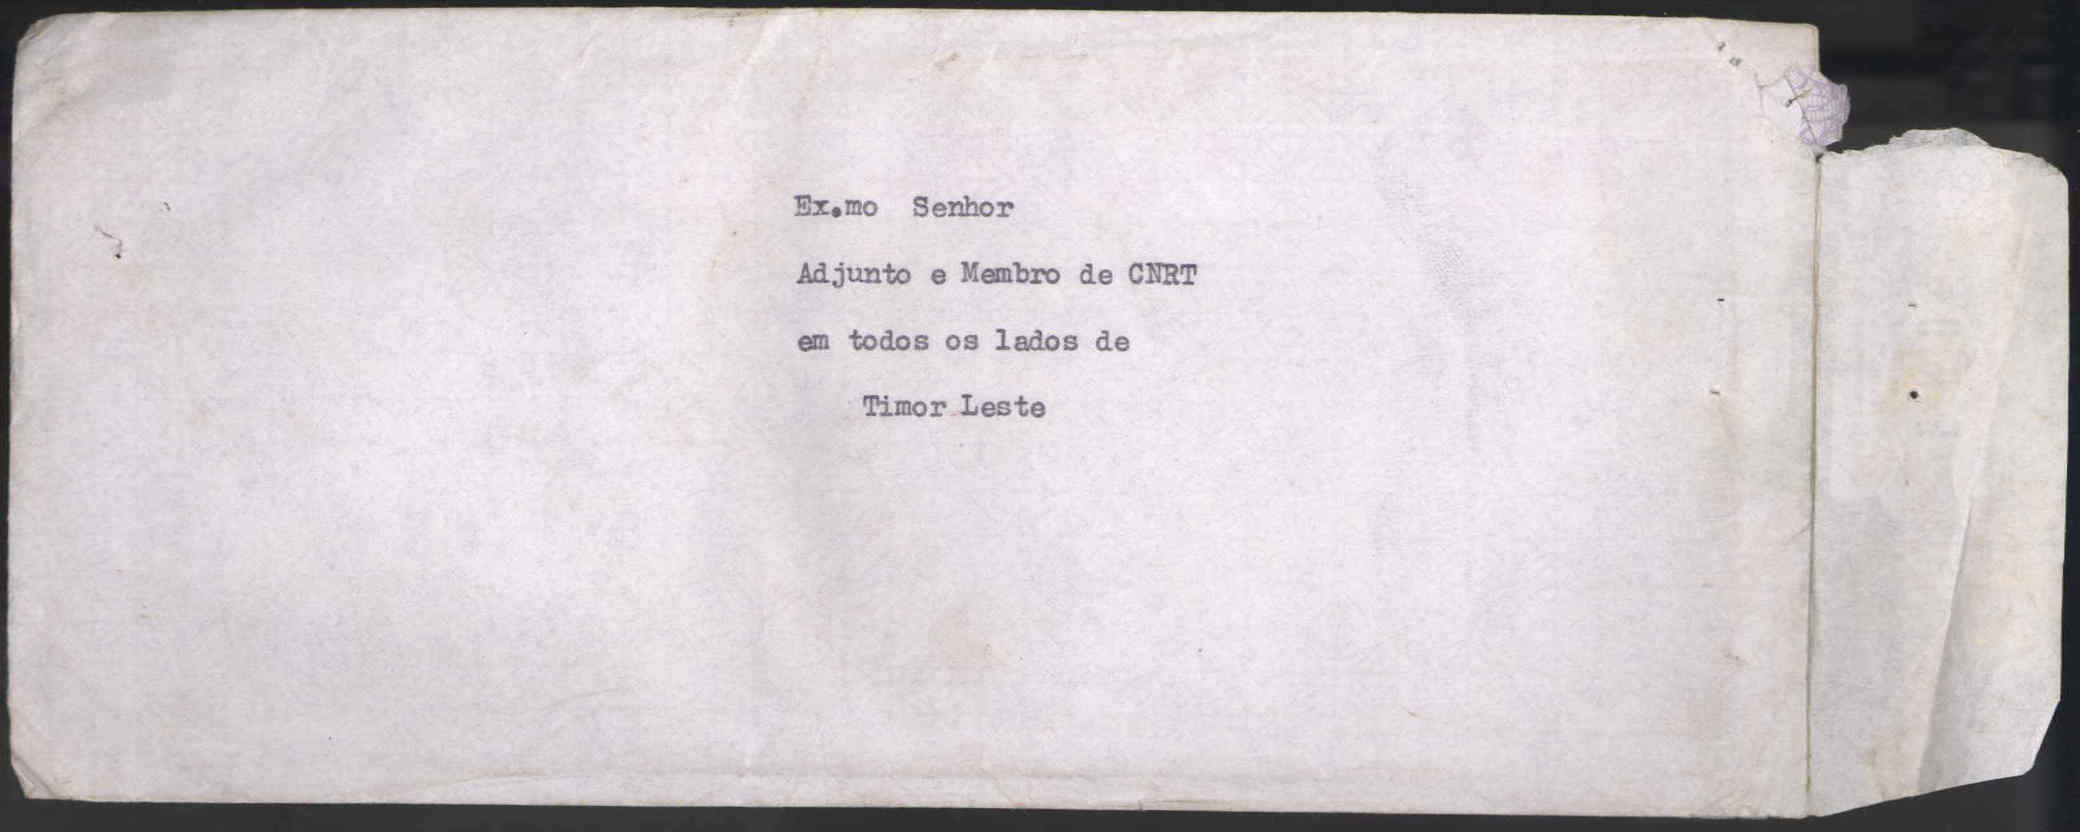 Ex.mo Senhor
Adjunto e Membro de CNRT
em todos os lados de
Timor Leste